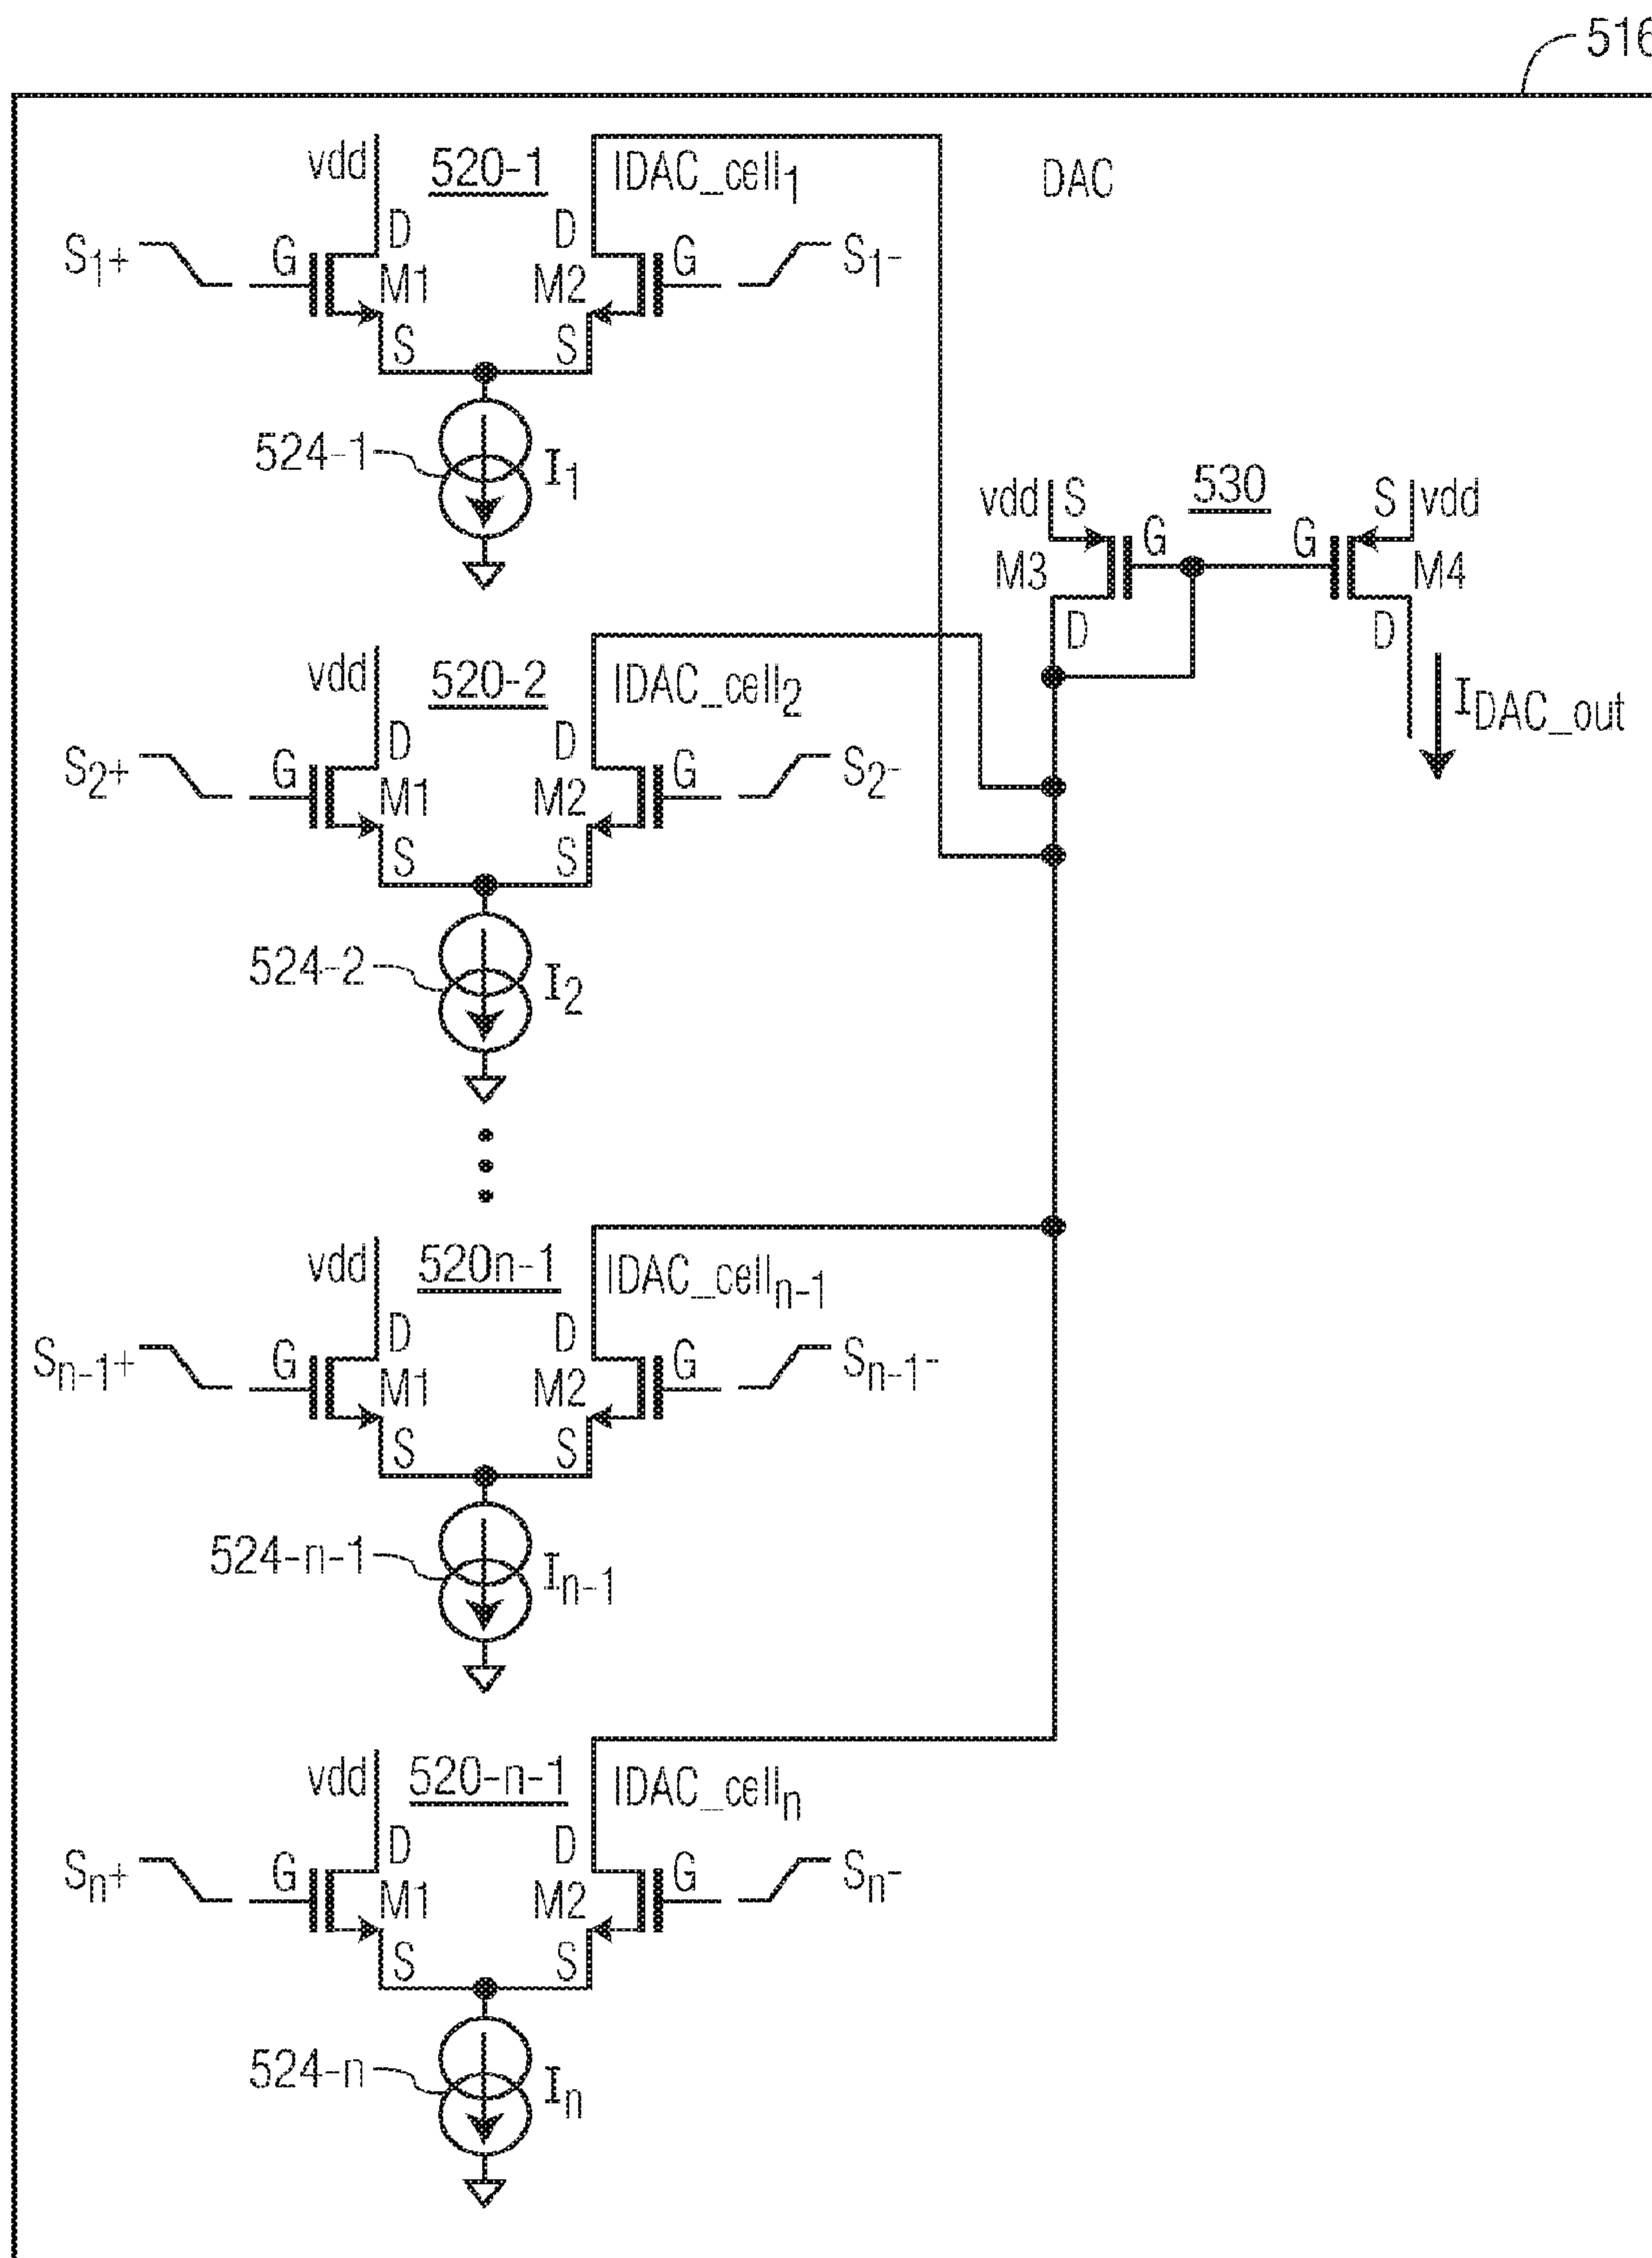 516
DAC
vdd 520-1 IDAC_cell1
S1+ G D M1 S D M2 S G S1-
524-1 I1
vdd S 530 S vdd
M3 G G M4
D D
IDAC_out
vdd 520-2 IDAC_cell2
S2+ G D M1 S D M2 S G S2-
524-2 I2
vdd 520n-1 IDAC_celln-1
Sn-1+ G D M1 S D M2 S G Sn-1-
524-n-1 In-1
vdd 520-n-1 IDAC_celln
Sn+ G D M1 S D M2 S G Sn-
524-n In